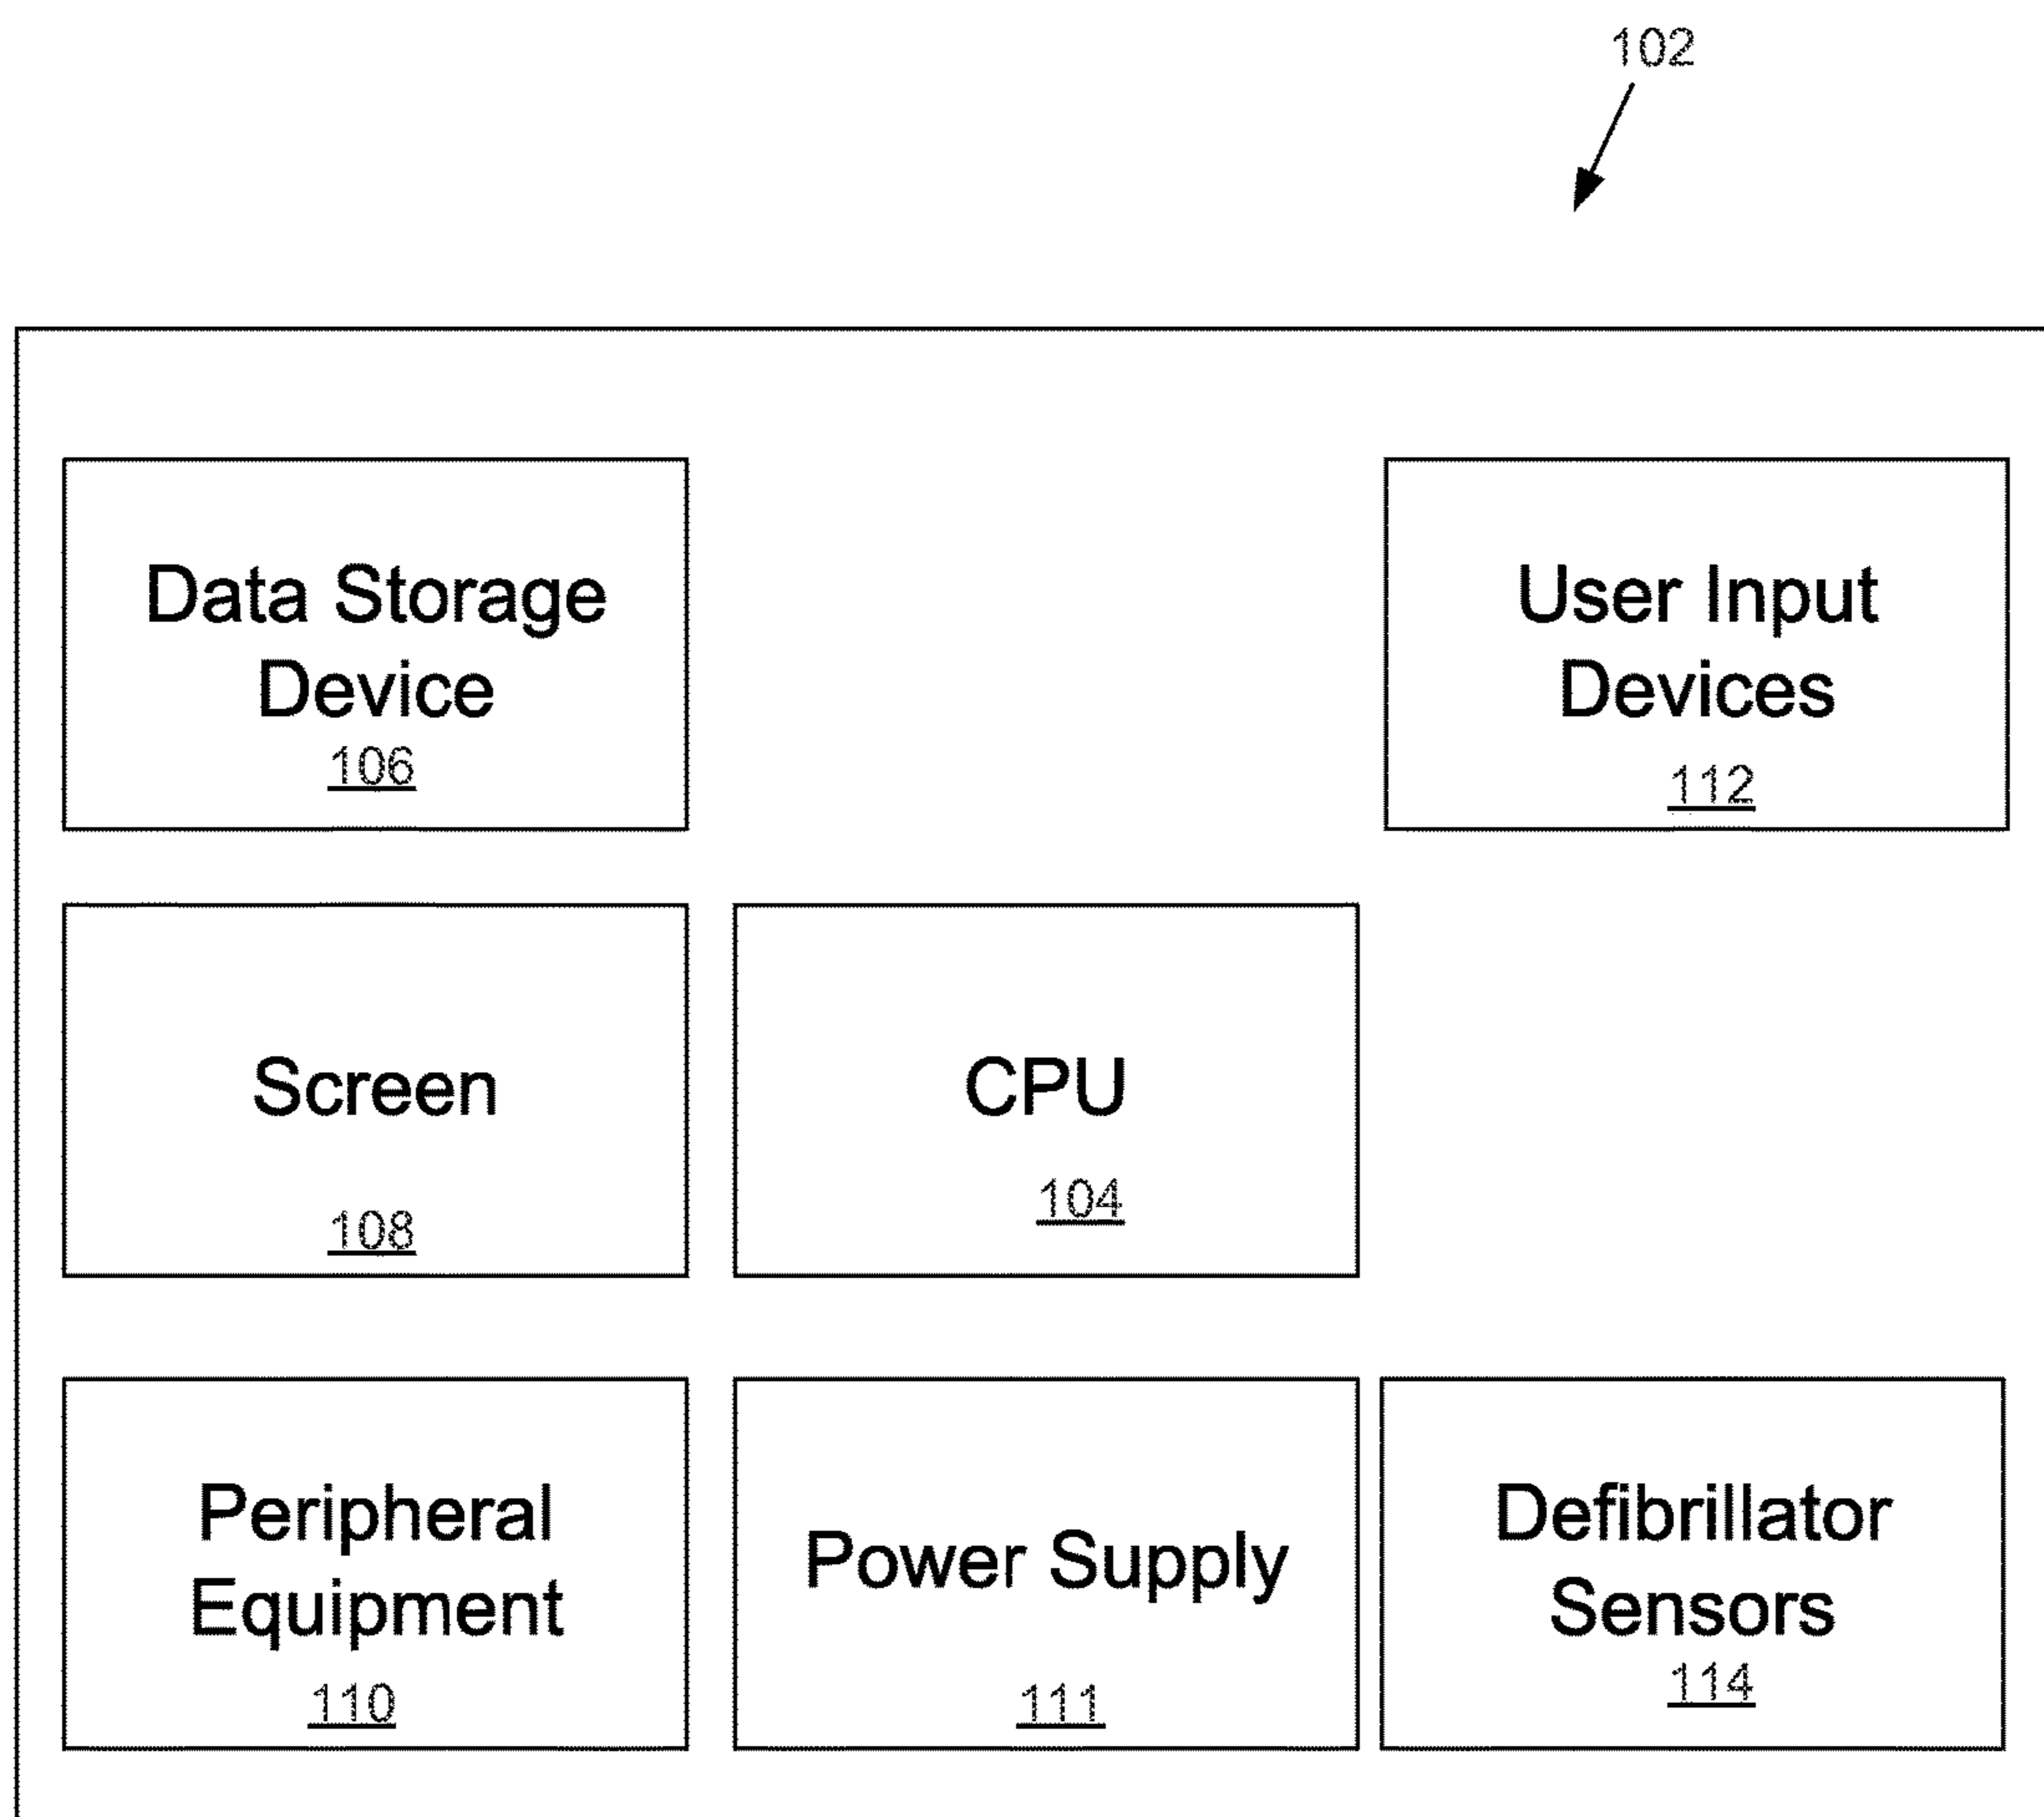 102
Data Storage
Device
106
User Input
Devices
112
Screen
108
CPU
104
Peripheral
Equipment
110
Power Supply
111
Defibrillator
Sensors
114